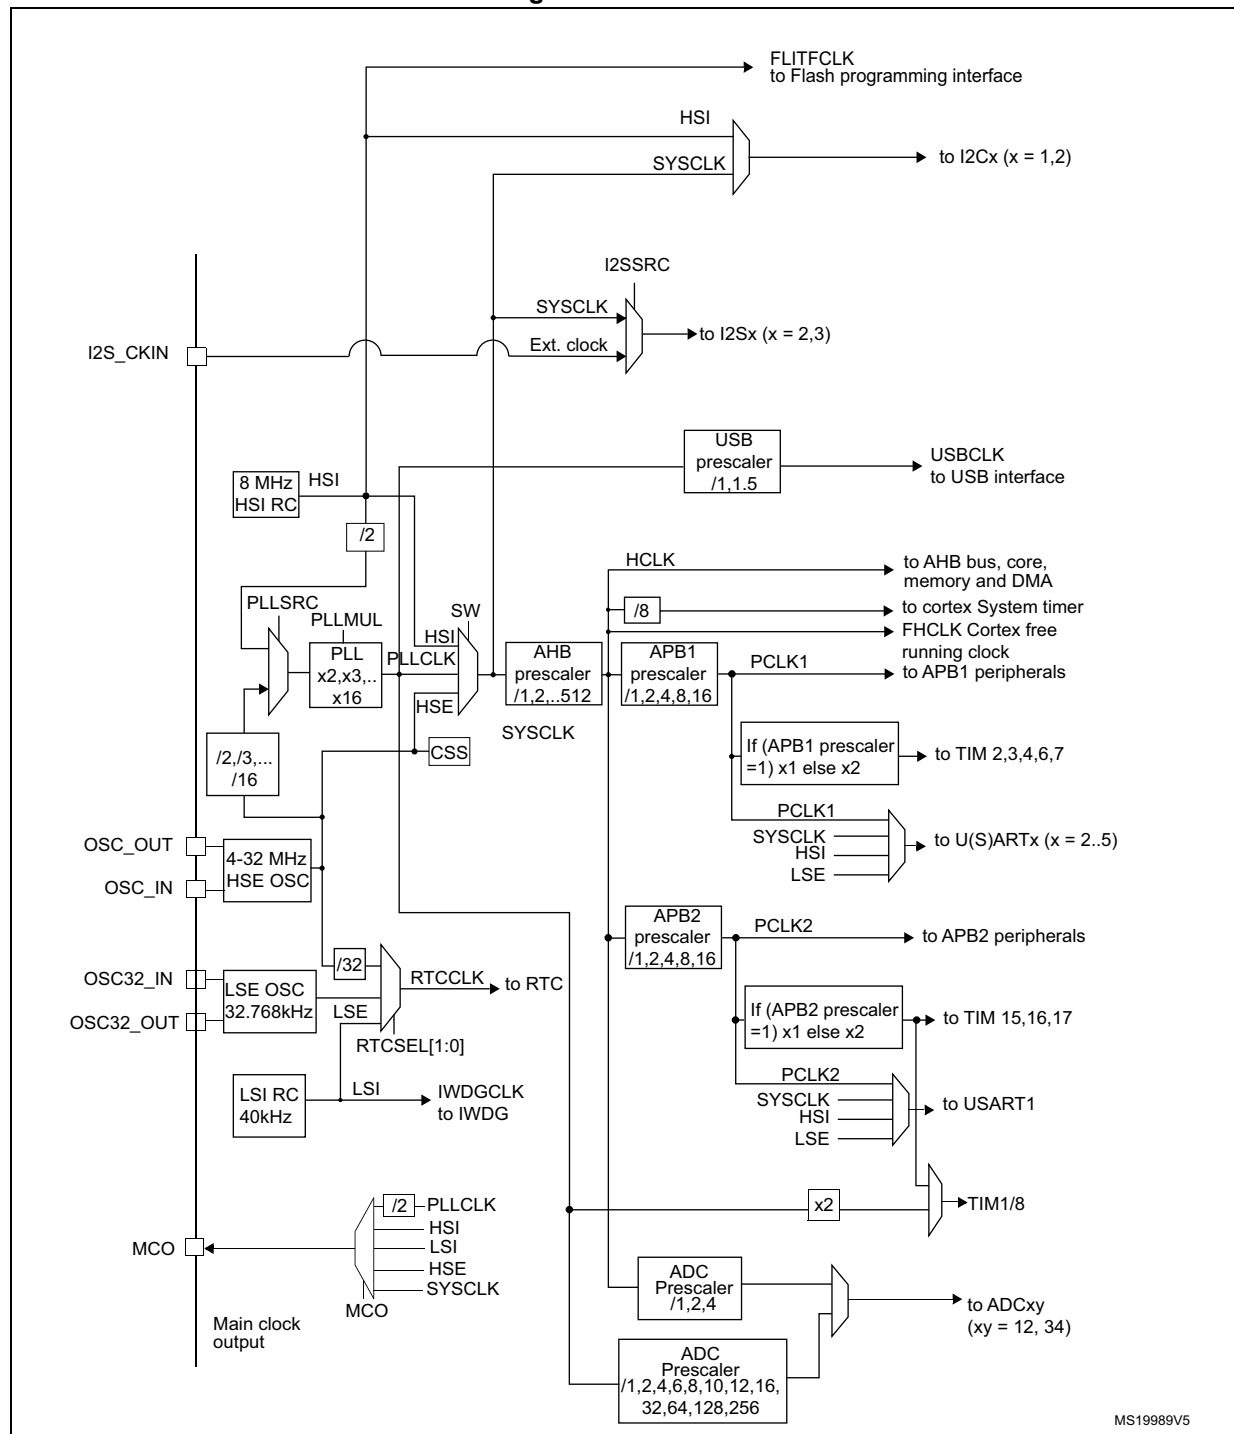 FLITFCLK
to Flash programming interface
HSI
to I2Cx (x = 1,2)
SYSCLK
I2SSRC
SYSCLK
to I2Sx (x = 2,3)
I2S_CKIN
Ext. clock
USB
prescaler
/1,1.5
USBCLK
to USB interface
8 MHz
HSI RC
HSI
/2
HCLK
to AHB bus, core,
memory and DMA
/8
to cortex System timer
FHCLK Cortex free
running clock
PLLSRC
PLLMUL
SW
HSI
PLL
x2,x3,..
x16
PLLCLK
HSE
AHB
prescaler
/1,2,..512
APB1
prescaler
/1,2,4,8,16
PCLK1
to APB1 peripherals
SYSCLK
/2,/3,...
/16
CSS
If (APB1 prescaler
=1) x1 else x2
to TIM 2,3,4,6,7
PCLK1
SYSCLK
HSI
LSE
to U(S)ARTx (x = 2..5)
OSC_OUT
OSC_IN
4-32 MHz
HSE OSC
APB2
prescaler
/1,2,4,8,16
PCLK2
to APB2 peripherals
/32
OSC32_IN
OSC32_OUT
LSE OSC
32.768kHz
LSE
RTCCLK
to RTC
RTCSEL[1:0]
If (APB2 prescaler
=1) x1 else x2
to TIM 15,16,17
LSI RC
40kHz
LSI
IWDGCLK
to IWDG
PCLK2
SYSCLK
HSI
LSE
to USART1
x2
TIM1/8
/2
PLLCLK
HSI
LSI
HSE
SYSCLK
MCO
MCO
Main clock
output
ADC
Prescaler
/1,2,4
to ADCxy
(xy = 12, 34)
ADC
Prescaler
/1,2,4,6,8,10,12,16,
32,64,128,256
MS19989V5